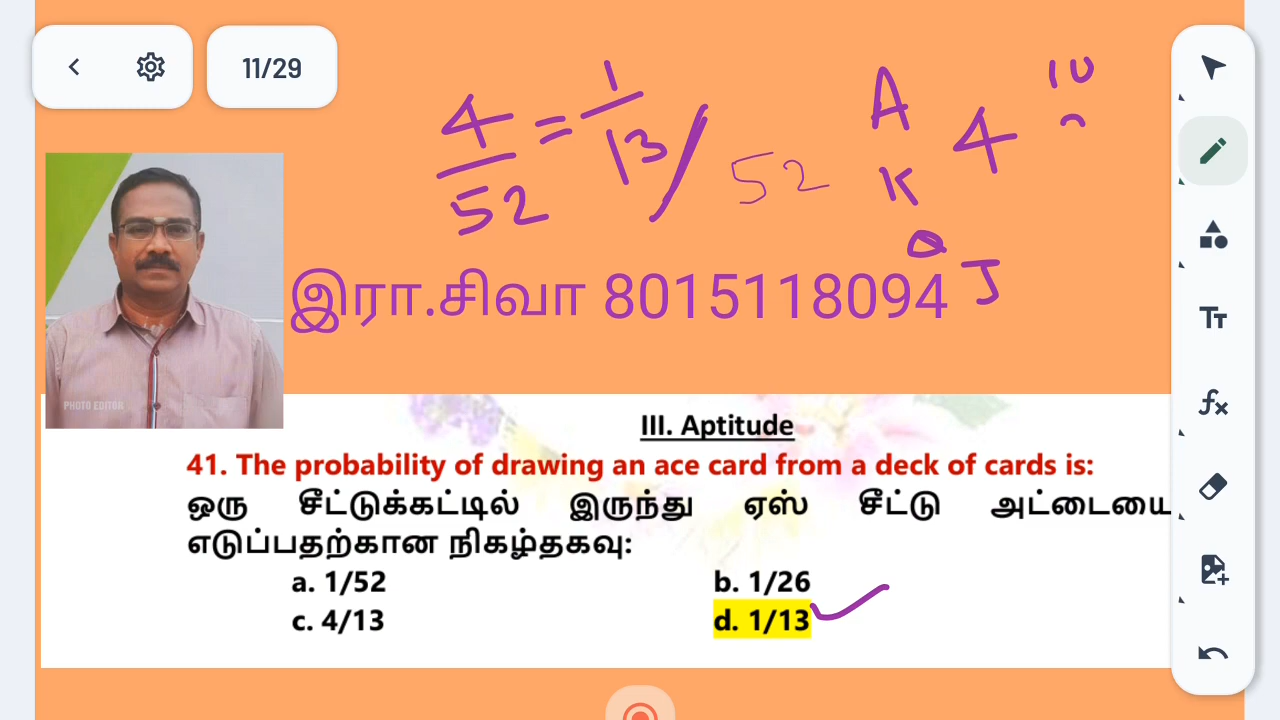 11/29
4/52 = 1/13
52
A 4 10
K
Q
J
இரா.சிவா 8015118094
PHOTO EDITOR
III. Aptitude
41. The probability of drawing an ace card from a deck of cards is:
ஒரு சீட்டுக்கட்டில் இருந்து ஏஸ் சீட்டு அட்டையை
எடுப்பதற்கான நிகழ்தகவு:
a. 1/52 b. 1/26
c. 4/13 d. 1/13
Tт
fx